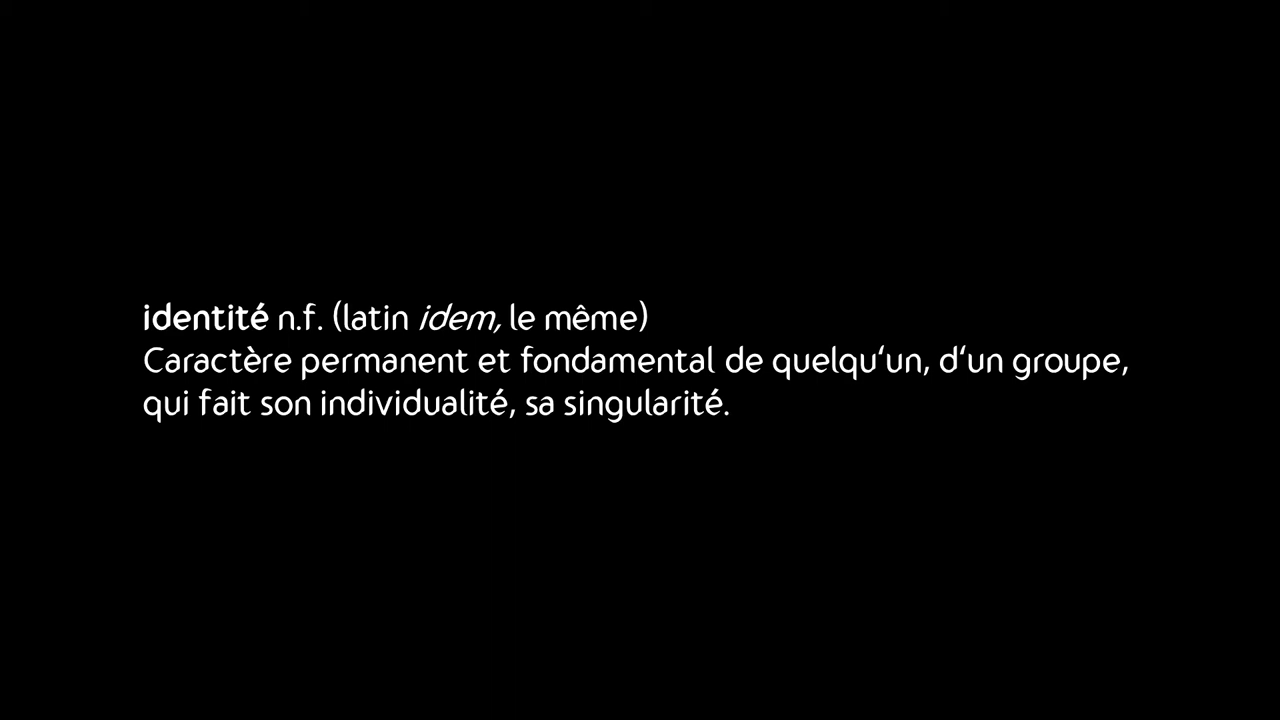 identité n.f. (latin idem, le même)
Caractère permanent et fondamental de quelqu‘un, d‘un groupe,
qui fait son individualité, sa singularité.